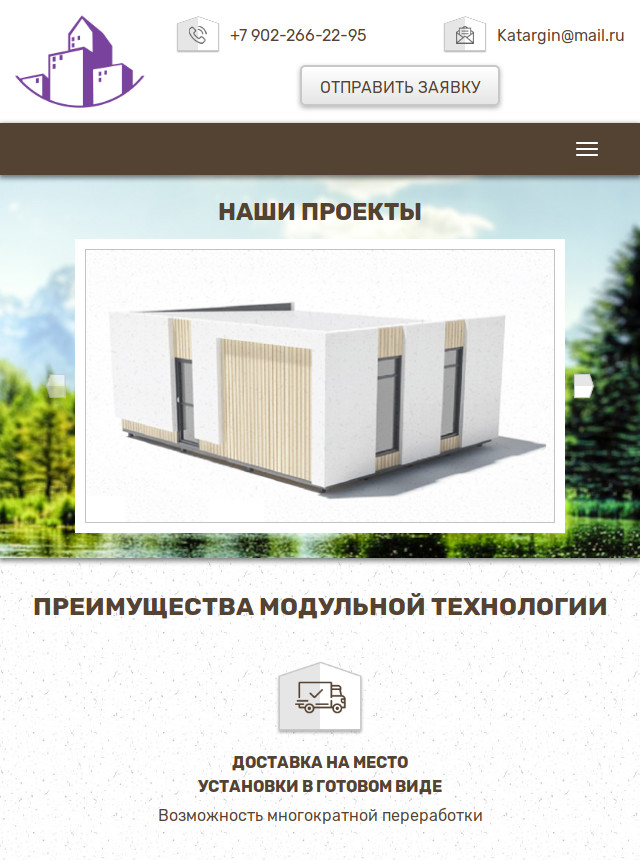 +7 902-266-22-95
Katargin@mail.ru
ОТПРАВИТЬ ЗАЯВКУ
НАШИ ПРОЕКТЫ
ПРЕИМУЩЕСТВА МОДУЛЬНОЙ ТЕХНОЛОГИИ
ДОСТАВКА НА МЕСТО
УСТАНОВКИ В ГОТОВОМ ВИДЕ
Возможность многократной переработки